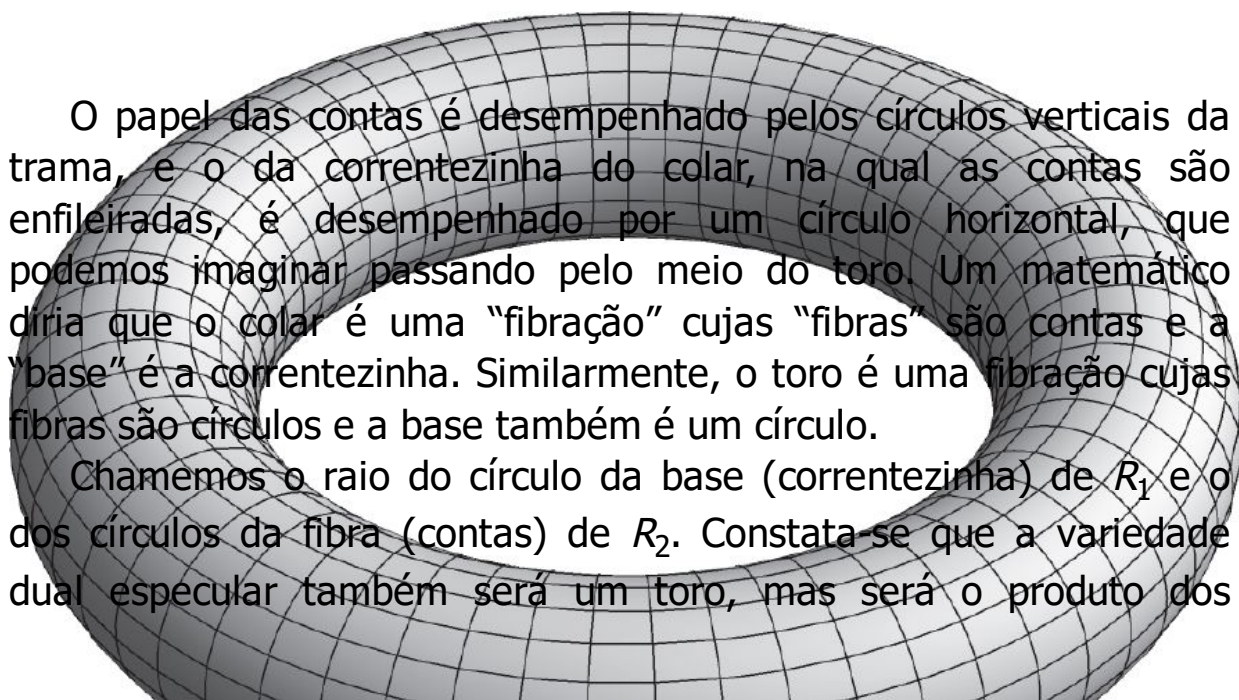 O papel das contas é desempenhado pelos círculos verticais da
trama, e o da correntezinha do colar, na qual as contas são
enfileiradas, é desempenhado por um círculo horizontal, que
podemos imaginar passando pelo meio do toro. Um matemático
diria que o colar é uma “fibração” cujas “fibras” são contas e a
“base” é a correntezinha. Similarmente, o toro é uma fibração cujas
fibras são círculos e a base também é um círculo.
Chamemos o raio do círculo da base (correntezinha) de R₁ e o
dos círculos da fibra (contas) de R₂. Constata-se que a variedade
dual especular também será um toro, mas será o produto dos